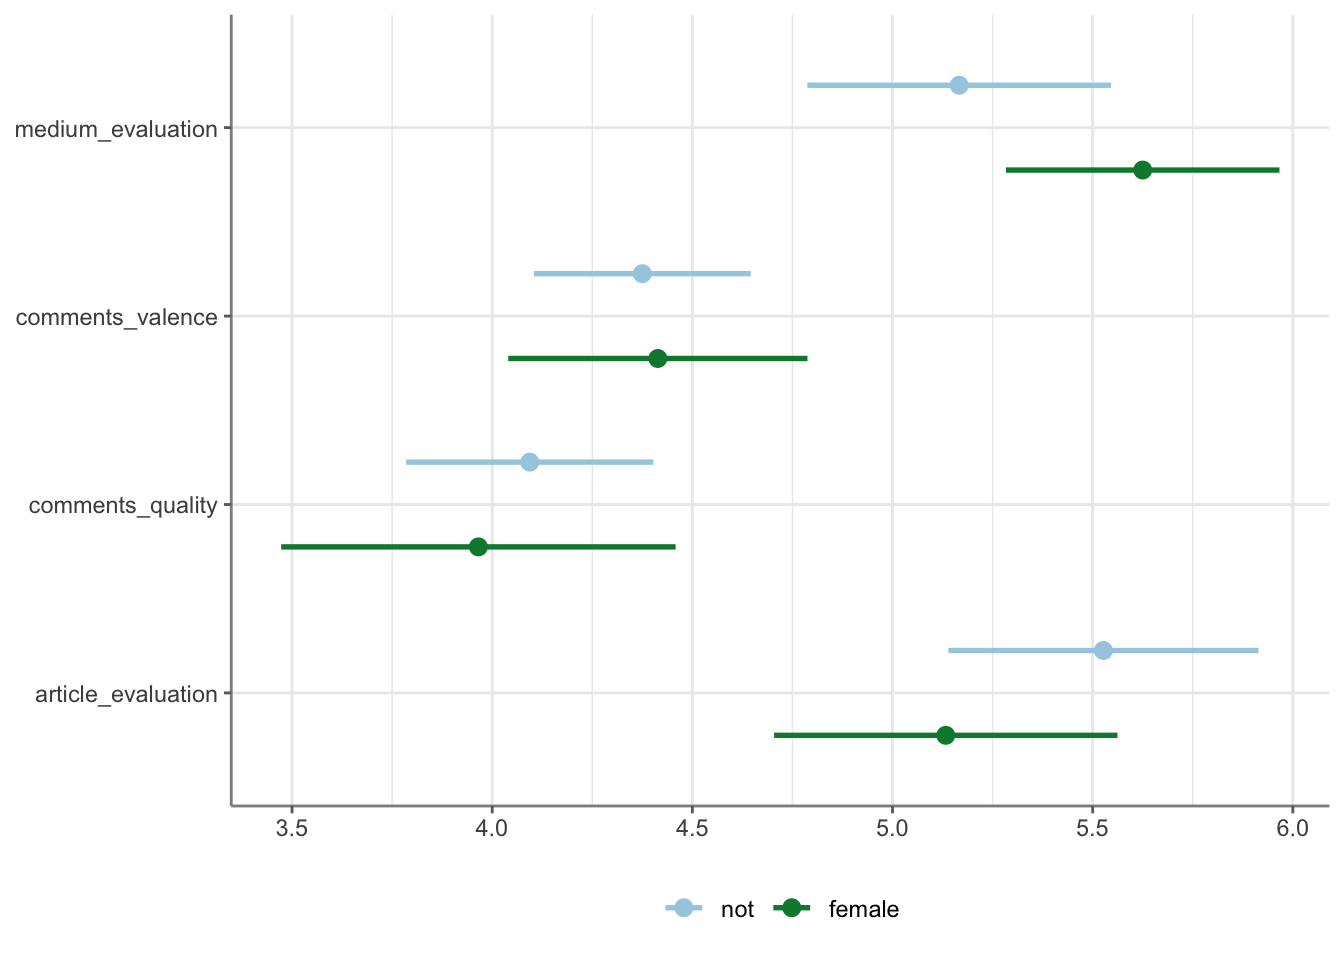 medium_evaluation
comments_valence
comments_quality
article_evaluation
3.5 4.0 4.5 5.0 5.5 6.0
not female